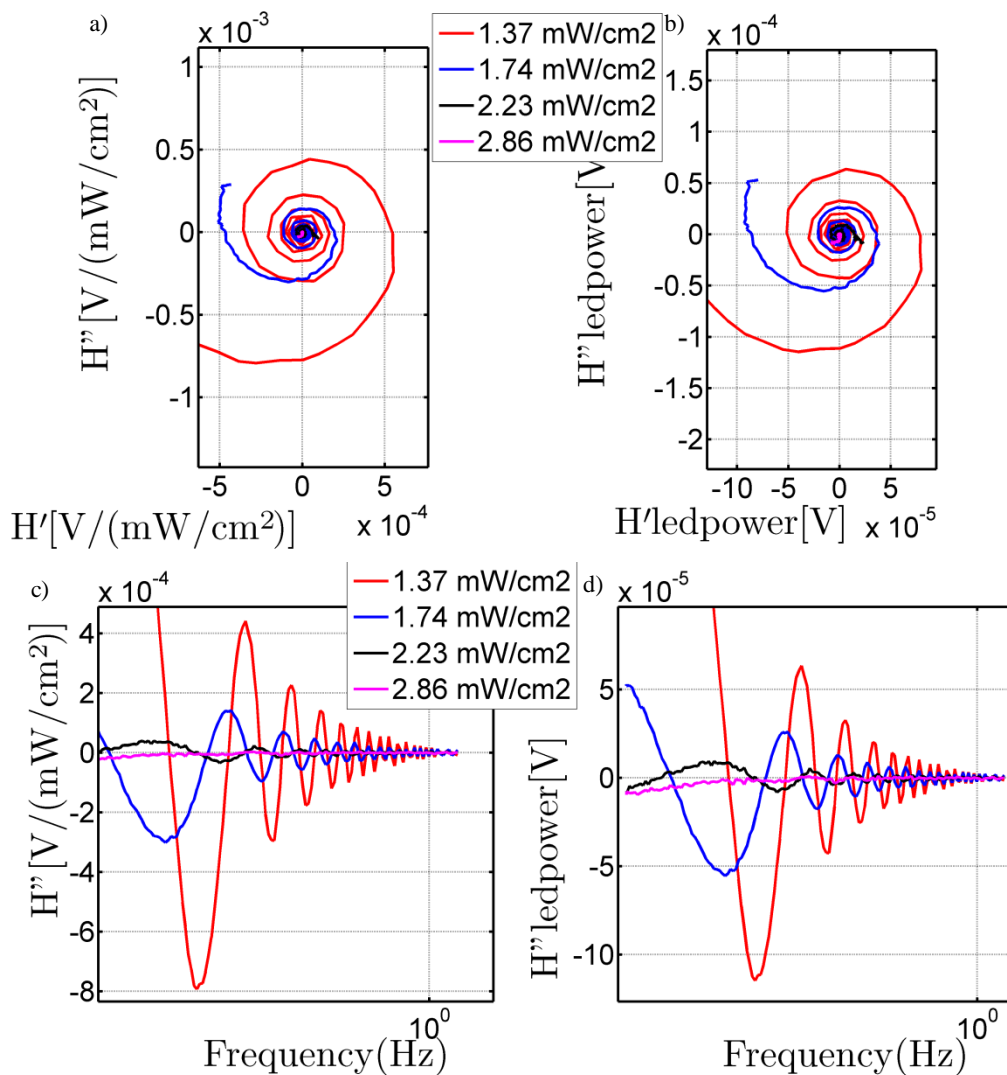 a)
x 10⁻³
H''[V/(mW/cm²)]
1
0.5
0
-0.5
-1
-5 0 5
H'[V/(mW/cm²)]
x 10⁻⁴
1.37 mW/cm2
1.74 mW/cm2
2.23 mW/cm2
2.86 mW/cm2
b)
x 10⁻⁴
H''ledpower[V]
1.5
1
0.5
0
-0.5
-1
-1.5
-2
-10 -5 0 5
H'ledpower[V]
x 10⁻⁵
c)
x 10⁻⁴
H''[V/(mW/cm²)]
4
2
0
-2
-4
-6
-8
10⁰
Frequency(Hz)
1.37 mW/cm2
1.74 mW/cm2
2.23 mW/cm2
2.86 mW/cm2
d)
x 10⁻⁵
H''ledpower[V]
5
0
-5
-10
10⁰
Frequency(Hz)